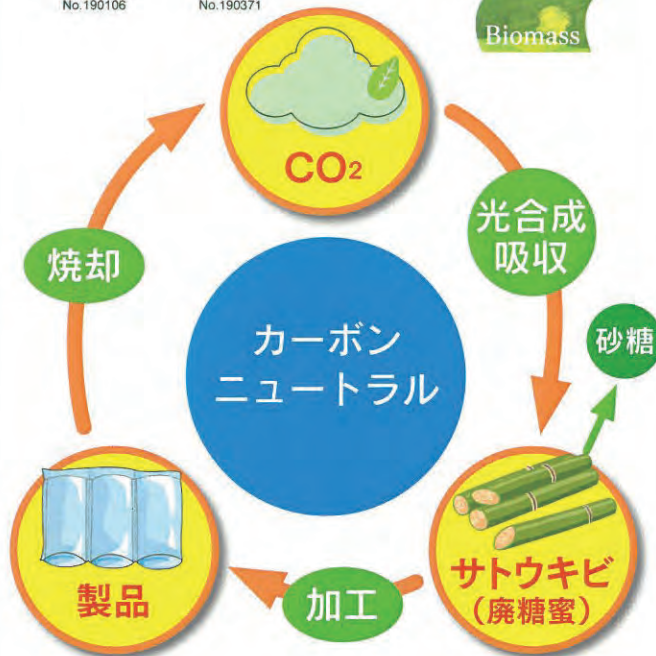 No.190106
No.190371
Biomass
CO2
光合成
吸収
焼却
カーボン
ニュートラル
砂糖
サトウキビ
（廃糖蜜）
加工
製品